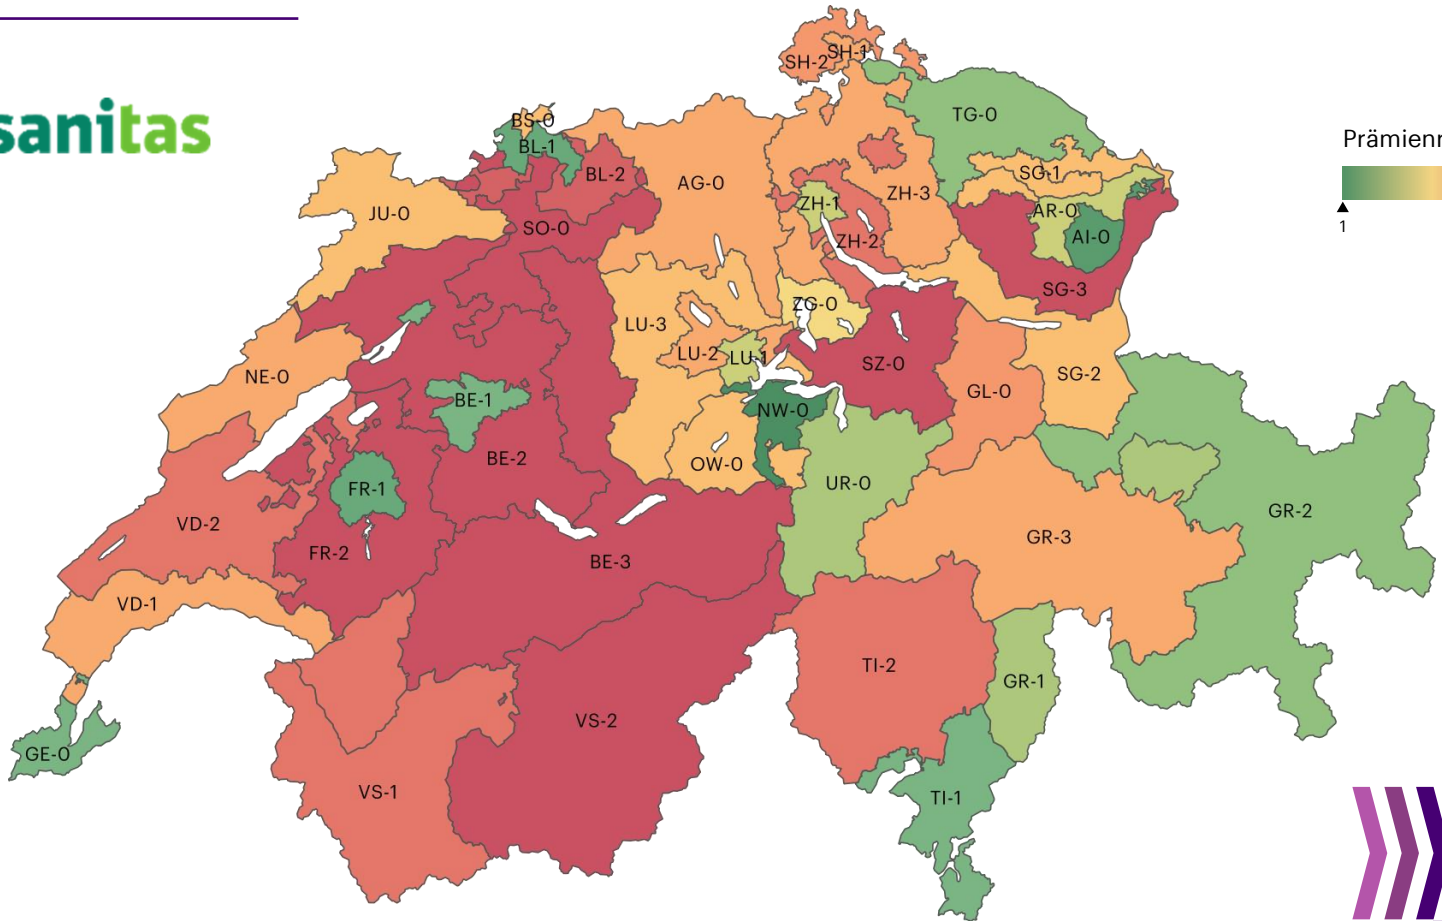 SH-1
SH-2
sanitas
BS-0
TG-0
Prämienr
BL-1
BL-2
SG-1
AG-0
ZH-3
1
ZH-1
AR-0
JU-0
SO-0
ZH-2
AI-0
SG-3
ZG-0
LU-3
LU-2
LU-1
SZ-0
NE-0
SG-2
GL-0
BE-1
NW-0
BE-2
OW-0
UR-0
FR-1
GR-2
VD-2
GR-3
FR-2
BE-3
VD-1
TI-2
GR-1
VS-2
GE-0
VS-1
TI-1